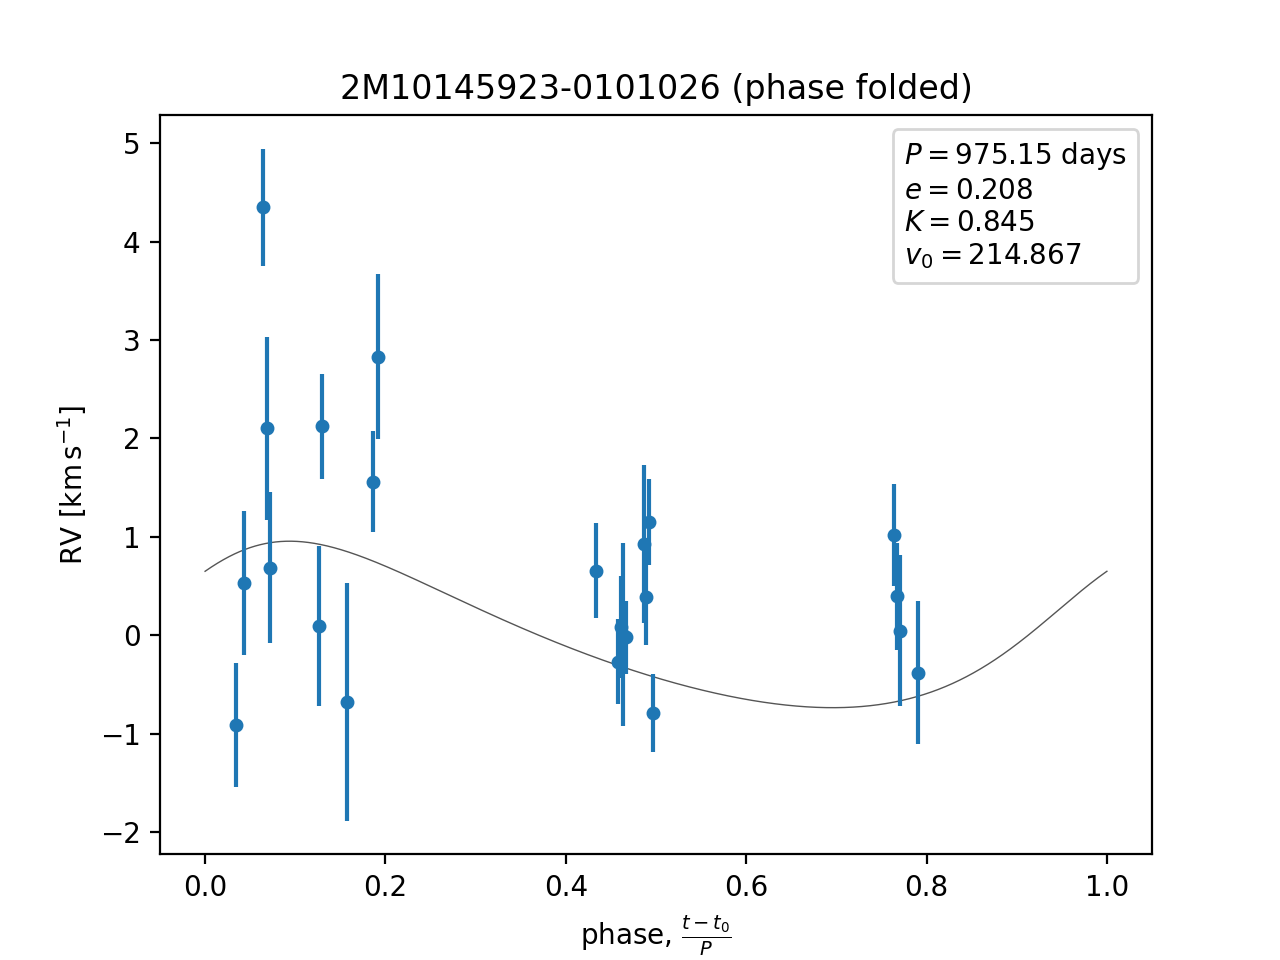 2M10145923-0101026 (phase folded)
P = 975.15 days
e = 0.208
K = 0.845
v₀ = 214.867
5
4
3
2
1
0
−1
−2
RV [km s⁻¹]
0.0 0.2 0.4 0.6 0.8 1.0
phase, (t − t₀)/P